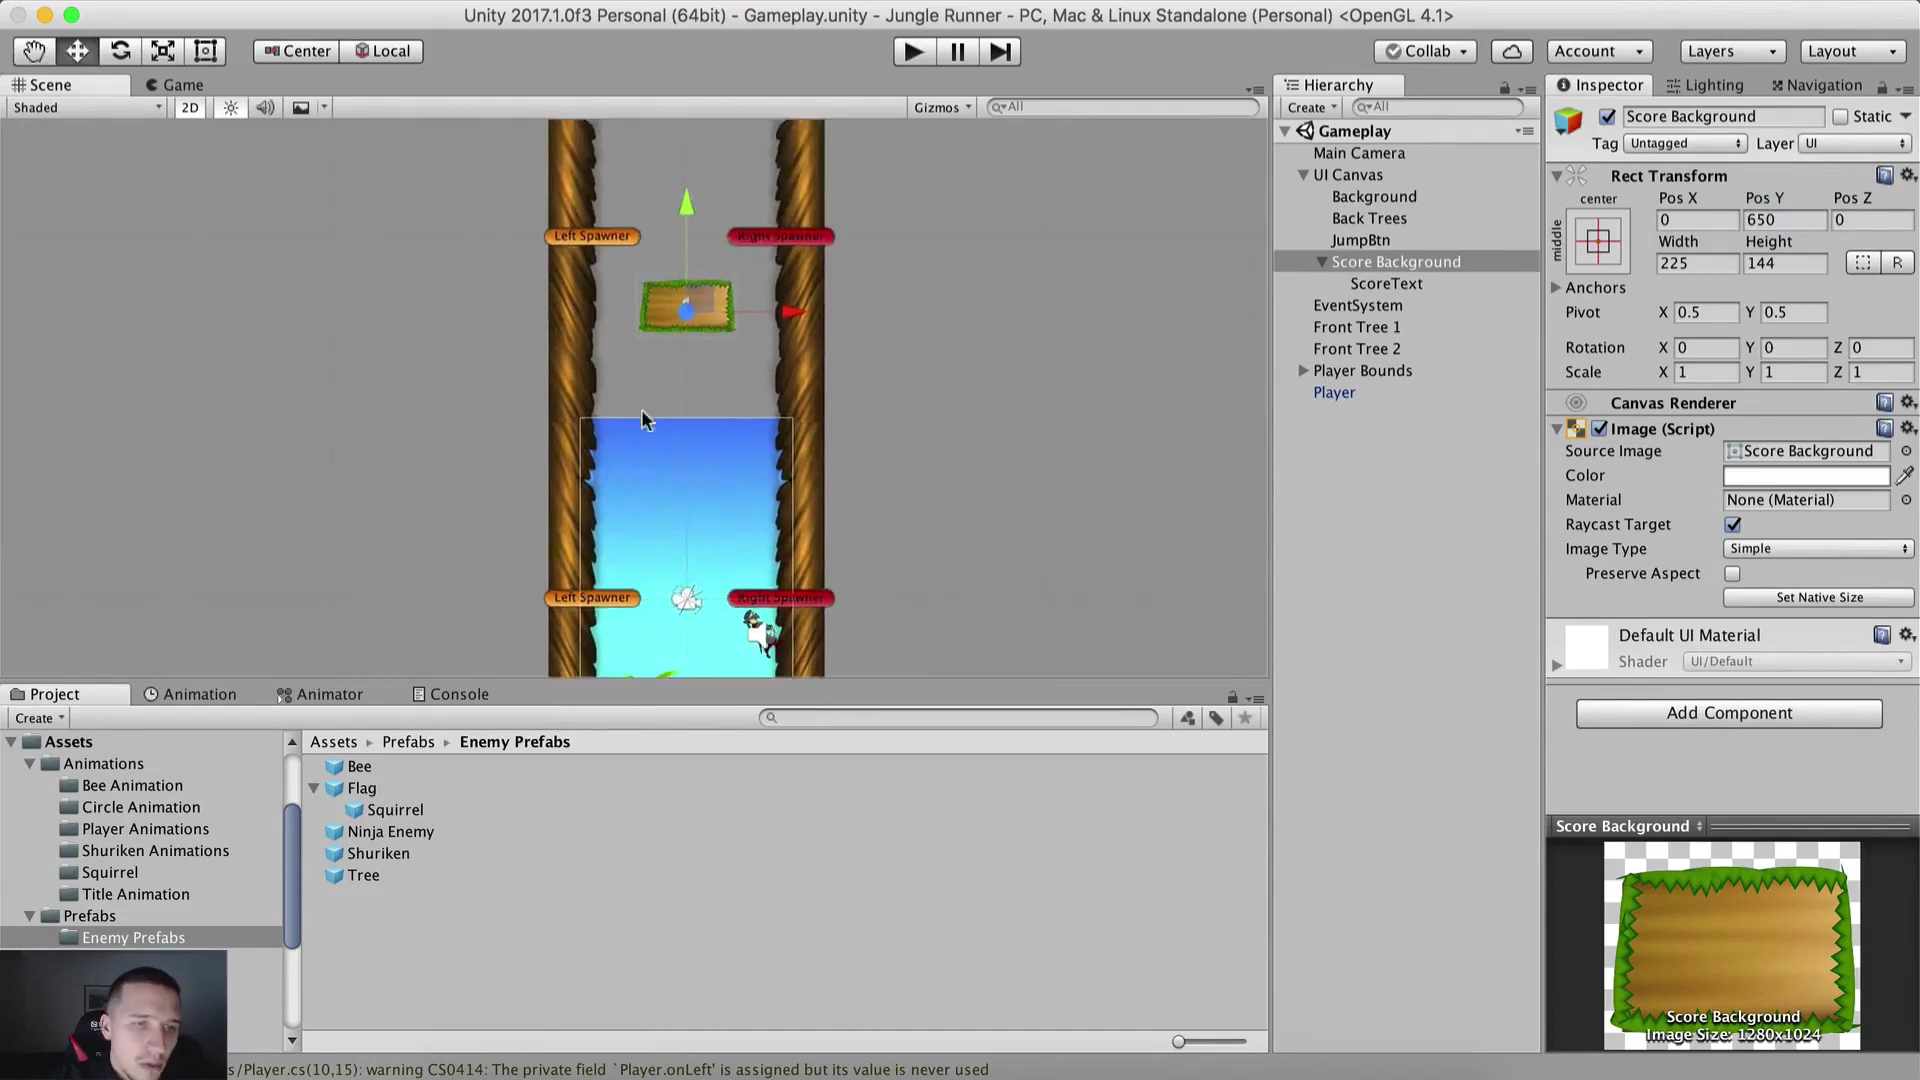 Unity 2017.1.0f3 Personal (64bit) - Gameplay.unity - Jungle Runner - PC, Mac & Linux Standalone (Personal) <OpenGL 4.1>
Center Local Collab Account Layers Layout
Scene Game
Shaded 2D Gizmos All
Left Spawner Right Spawner
Left Spawner Right Spawner
Hierarchy
Create All
Gameplay
Main Camera
UI Canvas
Background
Back Trees
JumpBtn
Score Background
ScoreText
EventSystem
Front Tree 1
Front Tree 2
Player Bounds
Player
Inspector Lighting Navigation
Score Background Static
Tag Untagged Layer UI
Rect Transform
center Pos X Pos Y Pos Z
middle 0 650 0
Width Height
225 144 R
Anchors
Pivot X 0.5 Y 0.5
Rotation X 0 Y 0 Z 0
Scale X 1 Y 1 Z 1
Canvas Renderer
Image (Script)
Source Image Score Background
Color
Material None (Material)
Raycast Target
Image Type Simple
Preserve Aspect
Set Native Size
Default UI Material
Shader UI/Default
Add Component
Score Background
Score Background
Image Size: 1280x1024
Project Animation Animator Console
Create
Assets
Animations
Bee Animation
Circle Animation
Player Animations
Shuriken Animations
Squirrel
Title Animation
Prefabs
Enemy Prefabs
Assets Prefabs Enemy Prefabs
Bee
Flag
Squirrel
Ninja Enemy
Shuriken
Tree
s/Player.cs(10,15): warning CS0414: The private field `Player.onLeft' is assigned but its value is never used